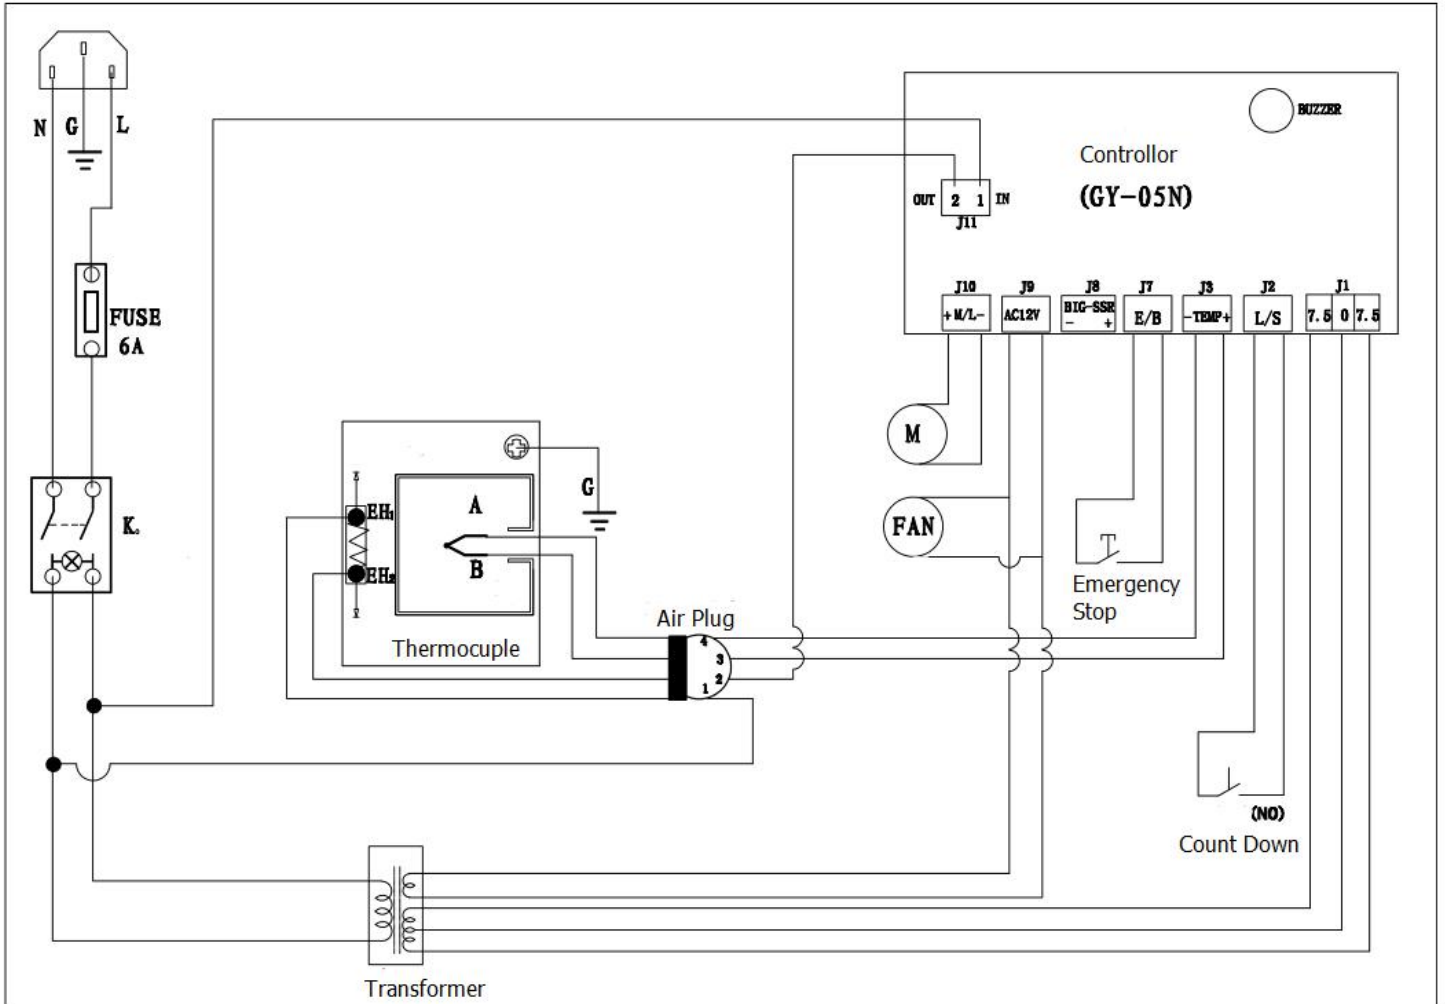 N G L
BUZZER
Controllor
(GY-05N)
OUT 2 1 IN
J11
J10 J9 J8 J7 J3 J2 J1
+M/L- AC12V BIG-SSR - + E/B -TEMP+ L/S 7.5 0 7.5
FUSE
6A
M
FAN
K.
EH1
A
G
EH2
B
Emergency
Stop
Thermocuple
Air Plug
4
3
2
1
(NO)
Count Down
Transformer